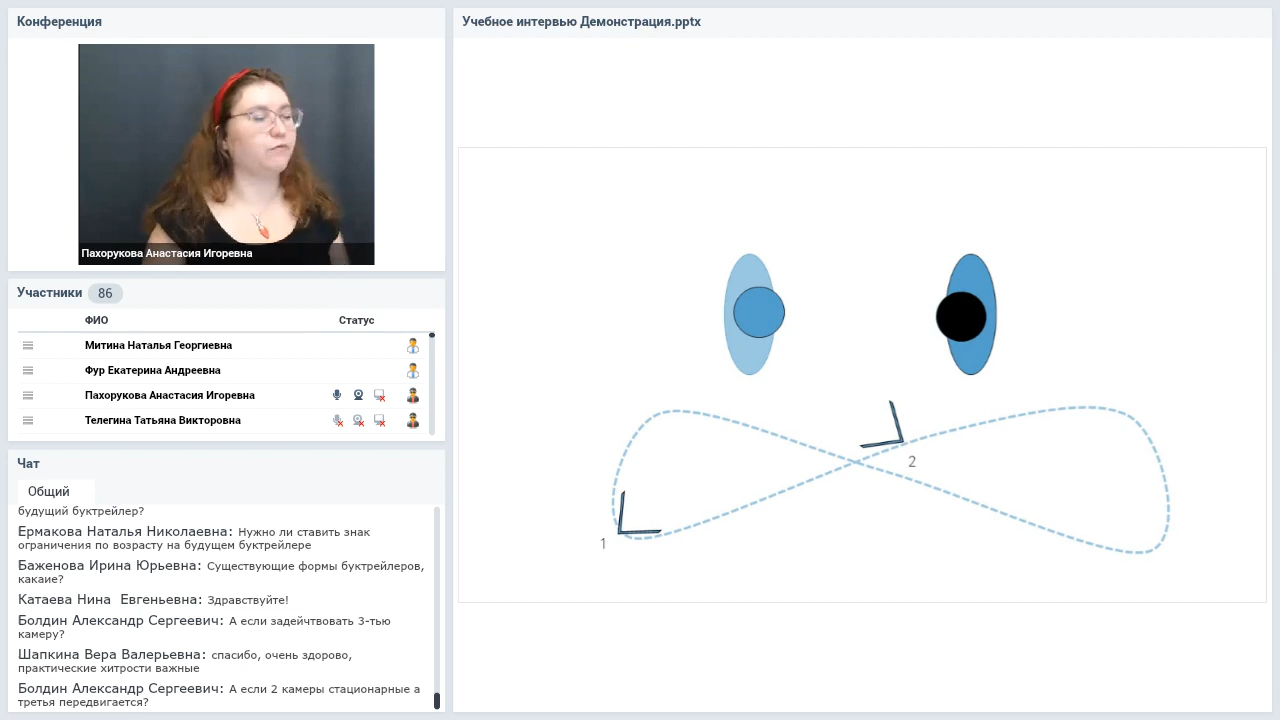 Конференция
Пахорукова Анастасия Игоревна
Участники 86
ФИО Статус
Митина Наталья Георгиевна
Фур Екатерина Андреевна
Пахорукова Анастасия Игоревна
Телегина Татьяна Викторовна
Чат
Общий
будущий буктрейлер?
Ермакова Наталья Николаевна: Нужно ли ставить знак
ограничения по возрасту на будущем буктрейлере
Баженова Ирина Юрьевна: Существующие формы буктрейлеров,
какаие?
Катаева Нина Евгеньевна: Здравствуйте!
Болдин Александр Сергеевич: А если задейчтвовать 3-тью
камеру?
Шапкина Вера Валерьевна: спасибо, очень здорово,
практические хитрости важные
Болдин Александр Сергеевич: А если 2 камеры стационарные а
третья передвигается?
Учебное интервью Демонстрация.pptx
2
1